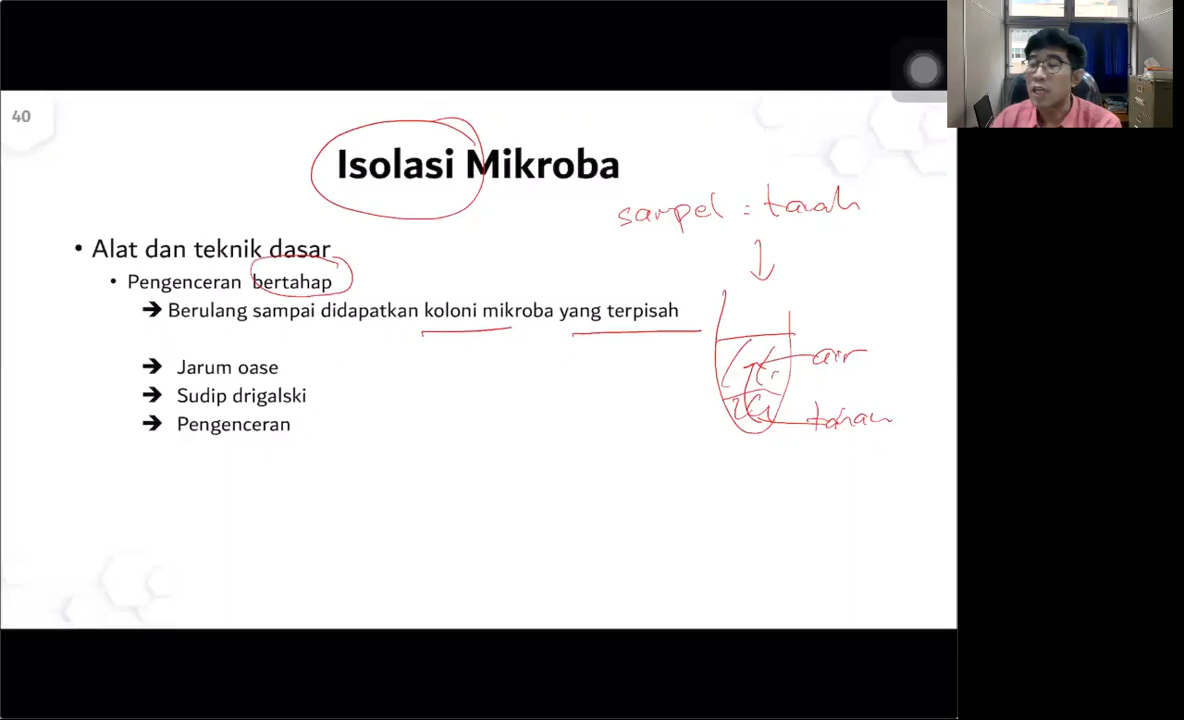 40
Isolasi Mikroba
sampel : tanah
• Alat dan teknik dasar
• Pengenceran bertahap
➔ Berulang sampai didapatkan koloni mikroba yang terpisah
air
➔ Jarum oase
➔ Sudip drigalski
tanah
➔ Pengenceran